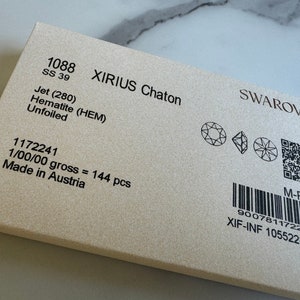 1088 XIRIUS Chaton
SS 39
Jet (280)
Hematite (HEM)
Unfoiled
1172241
1/00/00 gross = 144 pcs
Made in Austria
SWAROV
M-
9007811722
XIF-INF 105522